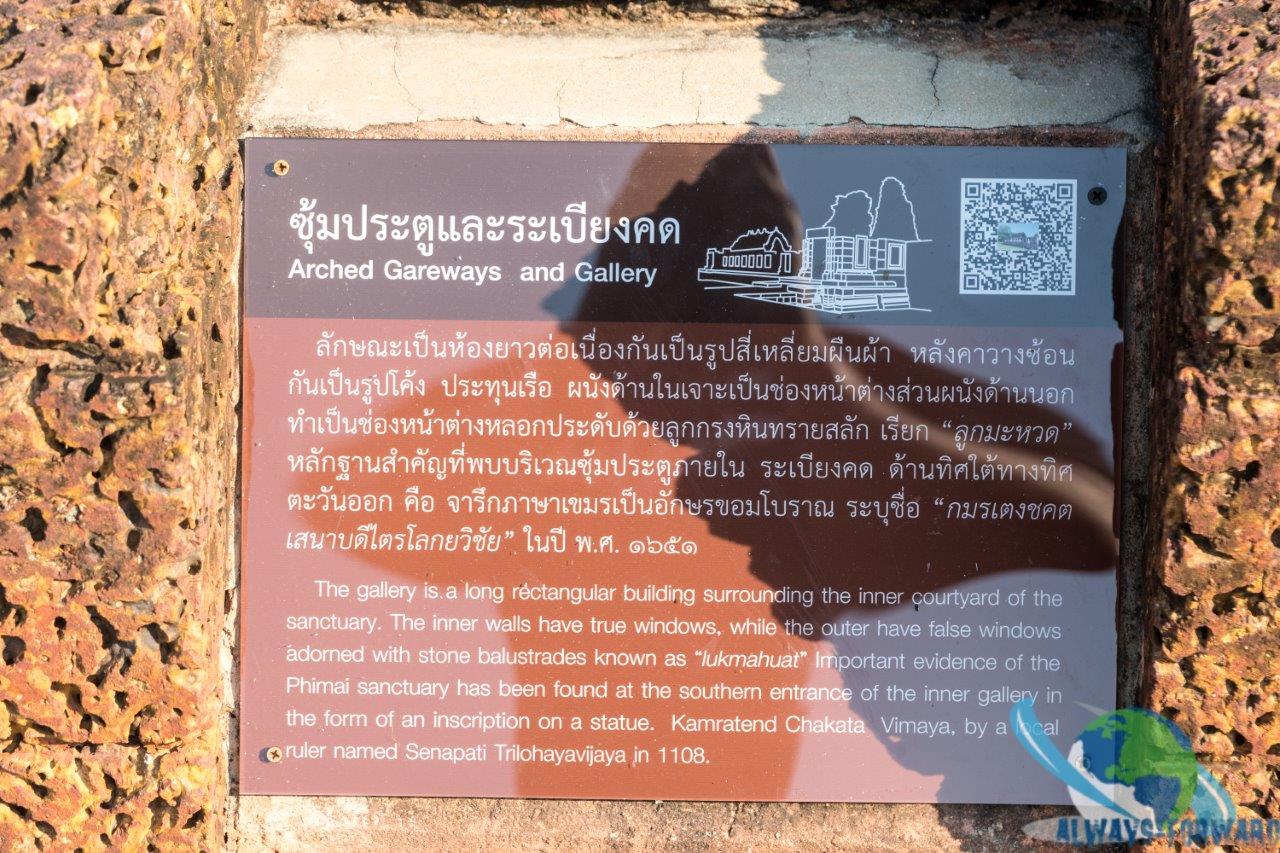 ซุ้มประตูและระเบียงคด
Arched Gareways and Gallery
ลักษณะเป็นห้องยาวต่อเนื่องกันเป็นรูปสี่เหลี่ยมผืนผ้า หลังคาวางซ้อน
กันเป็นรูปโค้ง ประทุนเรือ ผนังด้านในเจาะเป็นช่องหน้าต่างส่วนผนังด้านนอก
ทำเป็นช่องหน้าต่างหลอกประดับด้วยลูกกรงหินทรายสลัก เรียก “ลูกมะหวด”
หลักฐานสำคัญที่พบบริเวณซุ้มประตูภายใน ระเบียงคด ด้านทิศใต้ทางทิศ
ตะวันออก คือ จารึกภาษาเขมรเป็นอักษรขอมโบราณ ระบุชื่อ “กมรเตงชคต
เสนาบดีไตรโลกยวิชัย” ในปี พ.ศ. ๑๖๕๑
The gallery is a long rectangular building surrounding the inner courtyard of the
sanctuary. The inner walls have true windows, while the outer have false windows
adorned with stone balustrades known as “lukmahuat” Important evidence of the
Phimai sanctuary has been found at the southern entrance of the inner gallery in
the form of an inscription on a statue. Kamratend Chakata Vimaya, by a local
ruler named Senapati Trilohayavijaya in 1108.
ALWAYS-FORWARD